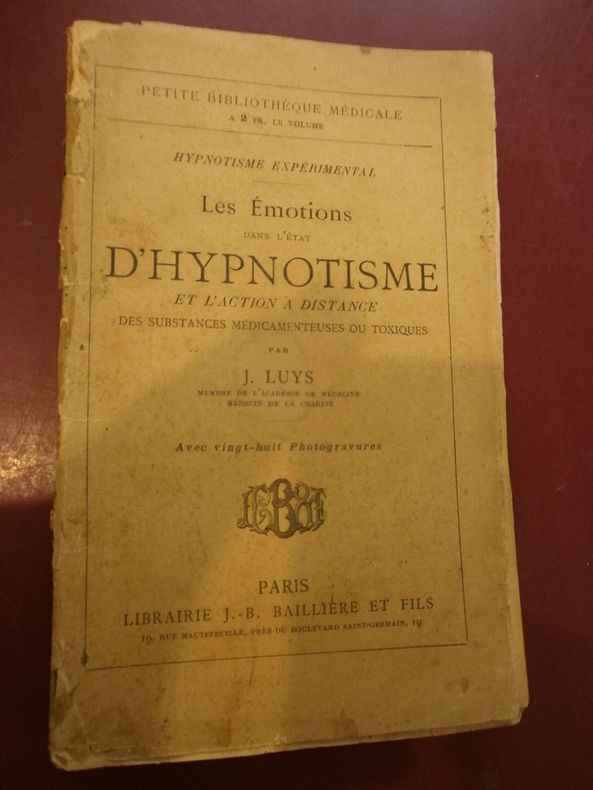 PETITE BIBLIOTHÈQUE MÉDICALE
A 2 FR. LE VOLUME
HYPNOTISME EXPÉRIMENTAL
Les Émotions
DANS L'ÉTAT
D'HYPNOTISME
ET L'ACTION A DISTANCE
DES SUBSTANCES MÉDICAMENTEUSES OU TOXIQUES
PAR
J. LUYS
MEMBRE DE L'ACADÉMIE DE MÉDECINE
MÉDECIN DE LA CHARITÉ
Avec vingt-huit Photogravures
PARIS
LIBRAIRIE J.-B. BAILLIÈRE ET FILS
19, RUE HAUTEFEUILLE, PRÈS DU BOULEVARD SAINT-GERMAIN, 19